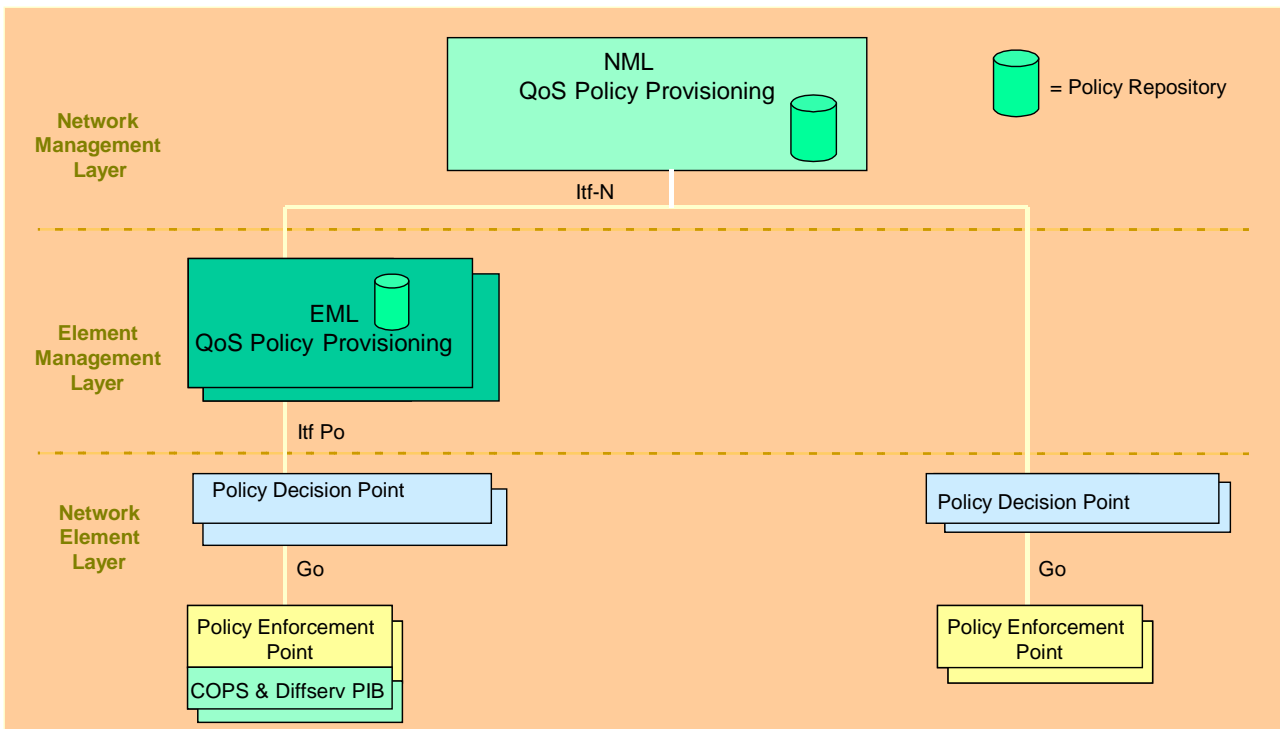 NML
QoS Policy Provisioning
= Policy Repository
Network
Management
Layer
Itf-N
Element
Management
Layer
EML
QoS Policy Provisioning
Itf Po
Network
Element
Layer
Policy Decision Point
Policy Decision Point
Go
Go
Policy Enforcement
Point
COPS & Diffserv PIB
Policy Enforcement
Point